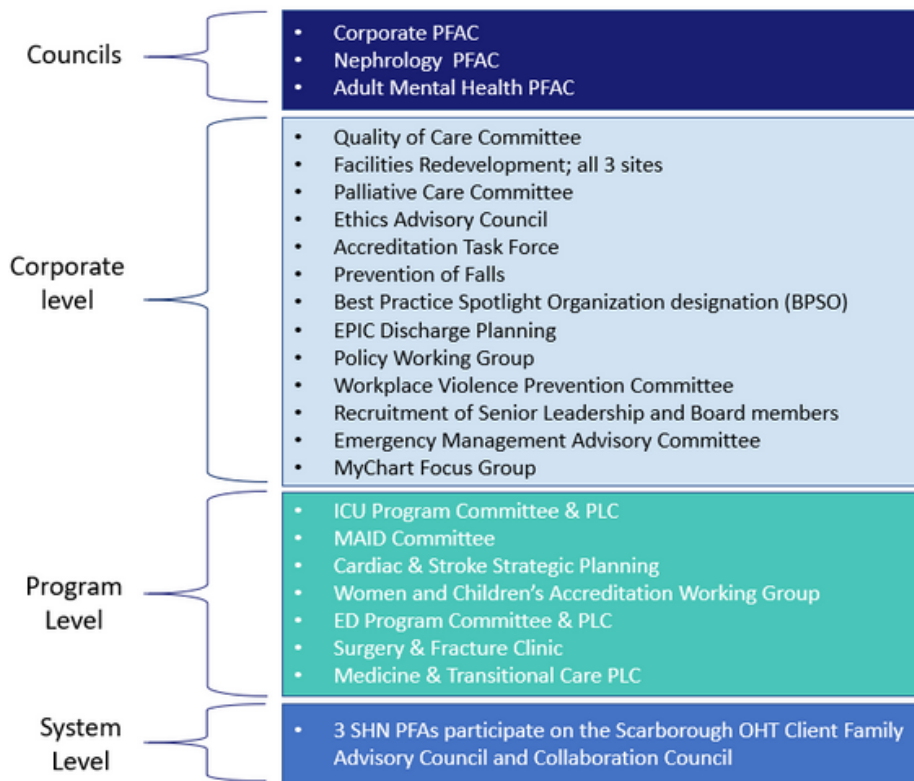 Councils
• Corporate PFAC
• Nephrology PFAC
• Adult Mental Health PFAC
Corporate
level
• Quality of Care Committee
• Facilities Redevelopment; all 3 sites
• Palliative Care Committee
• Ethics Advisory Council
• Accreditation Task Force
• Prevention of Falls
• Best Practice Spotlight Organization designation (BPSO)
• EPIC Discharge Planning
• Policy Working Group
• Workplace Violence Prevention Committee
• Recruitment of Senior Leadership and Board members
• Emergency Management Advisory Committee
• MyChart Focus Group
Program
Level
• ICU Program Committee & PLC
• MAID Committee
• Cardiac & Stroke Strategic Planning
• Women and Children's Accreditation Working Group
• ED Program Committee & PLC
• Surgery & Fracture Clinic
• Medicine & Transitional Care PLC
System
Level
• 3 SHN PFAs participate on the Scarborough OHT Client Family
Advisory Council and Collaboration Council